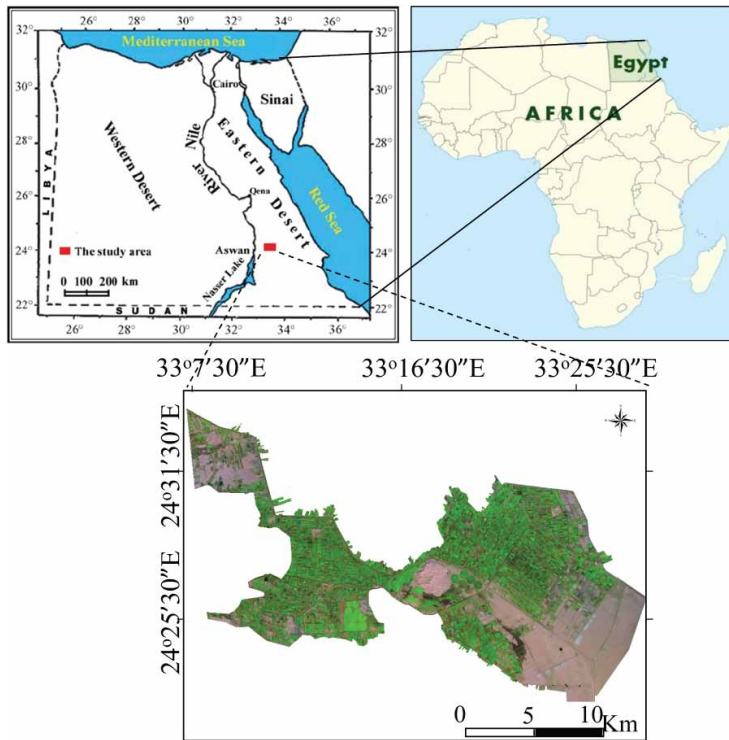 26° 28° 30° 32° 34°
32°
32°
Mediterranean Sea
31°
30°
28°
26°
24°
22°
31°
30°
28°
26°
24°
22°
Cairo
Sinai
Western Desert
Nile
River
Eastern
Desert
Qena
Red Sea
LIBYA
The study area
0 100 200 km
Aswan
Nasser Lake
SUDAN
26° 28° 30° 32° 34°
Egypt
AFRICA
33°7'30"E 33°16'30"E 33°25'30"E
24°31'30"E
24°25'30"E
0 5 10
Km